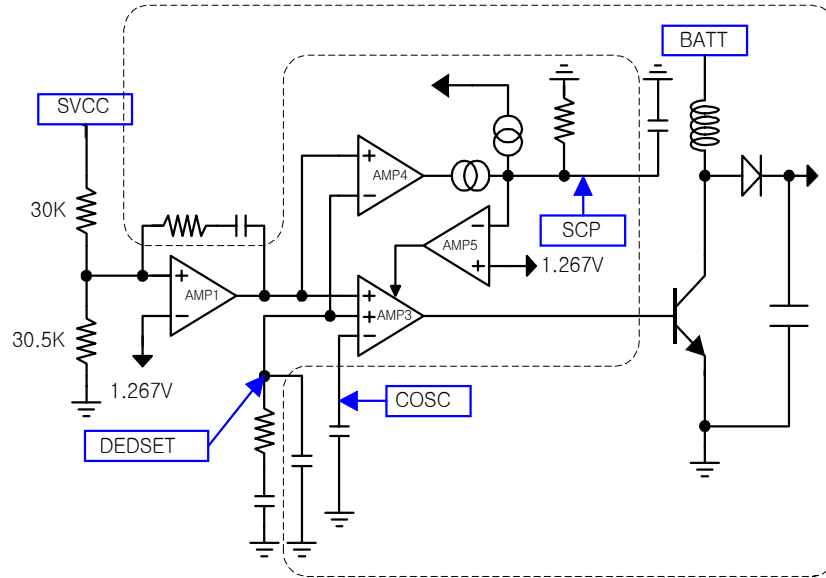 BATT
SVCC
30K
AMP4
SCP
AMP5
1.267V
AMP1
AMP3
30.5K
1.267V
COSC
DEDSET